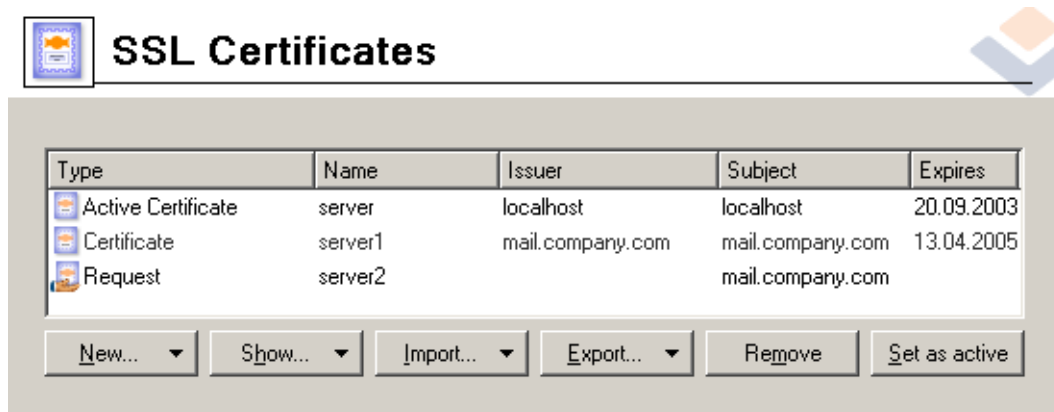 SSL Certificates
Type Name Issuer Subject Expires
Active Certificate server localhost localhost 20.09.2003
Certificate server1 mail.company.com mail.company.com 13.04.2005
Request server2 mail.company.com
New... Show... Import... Export... Remove Set as active